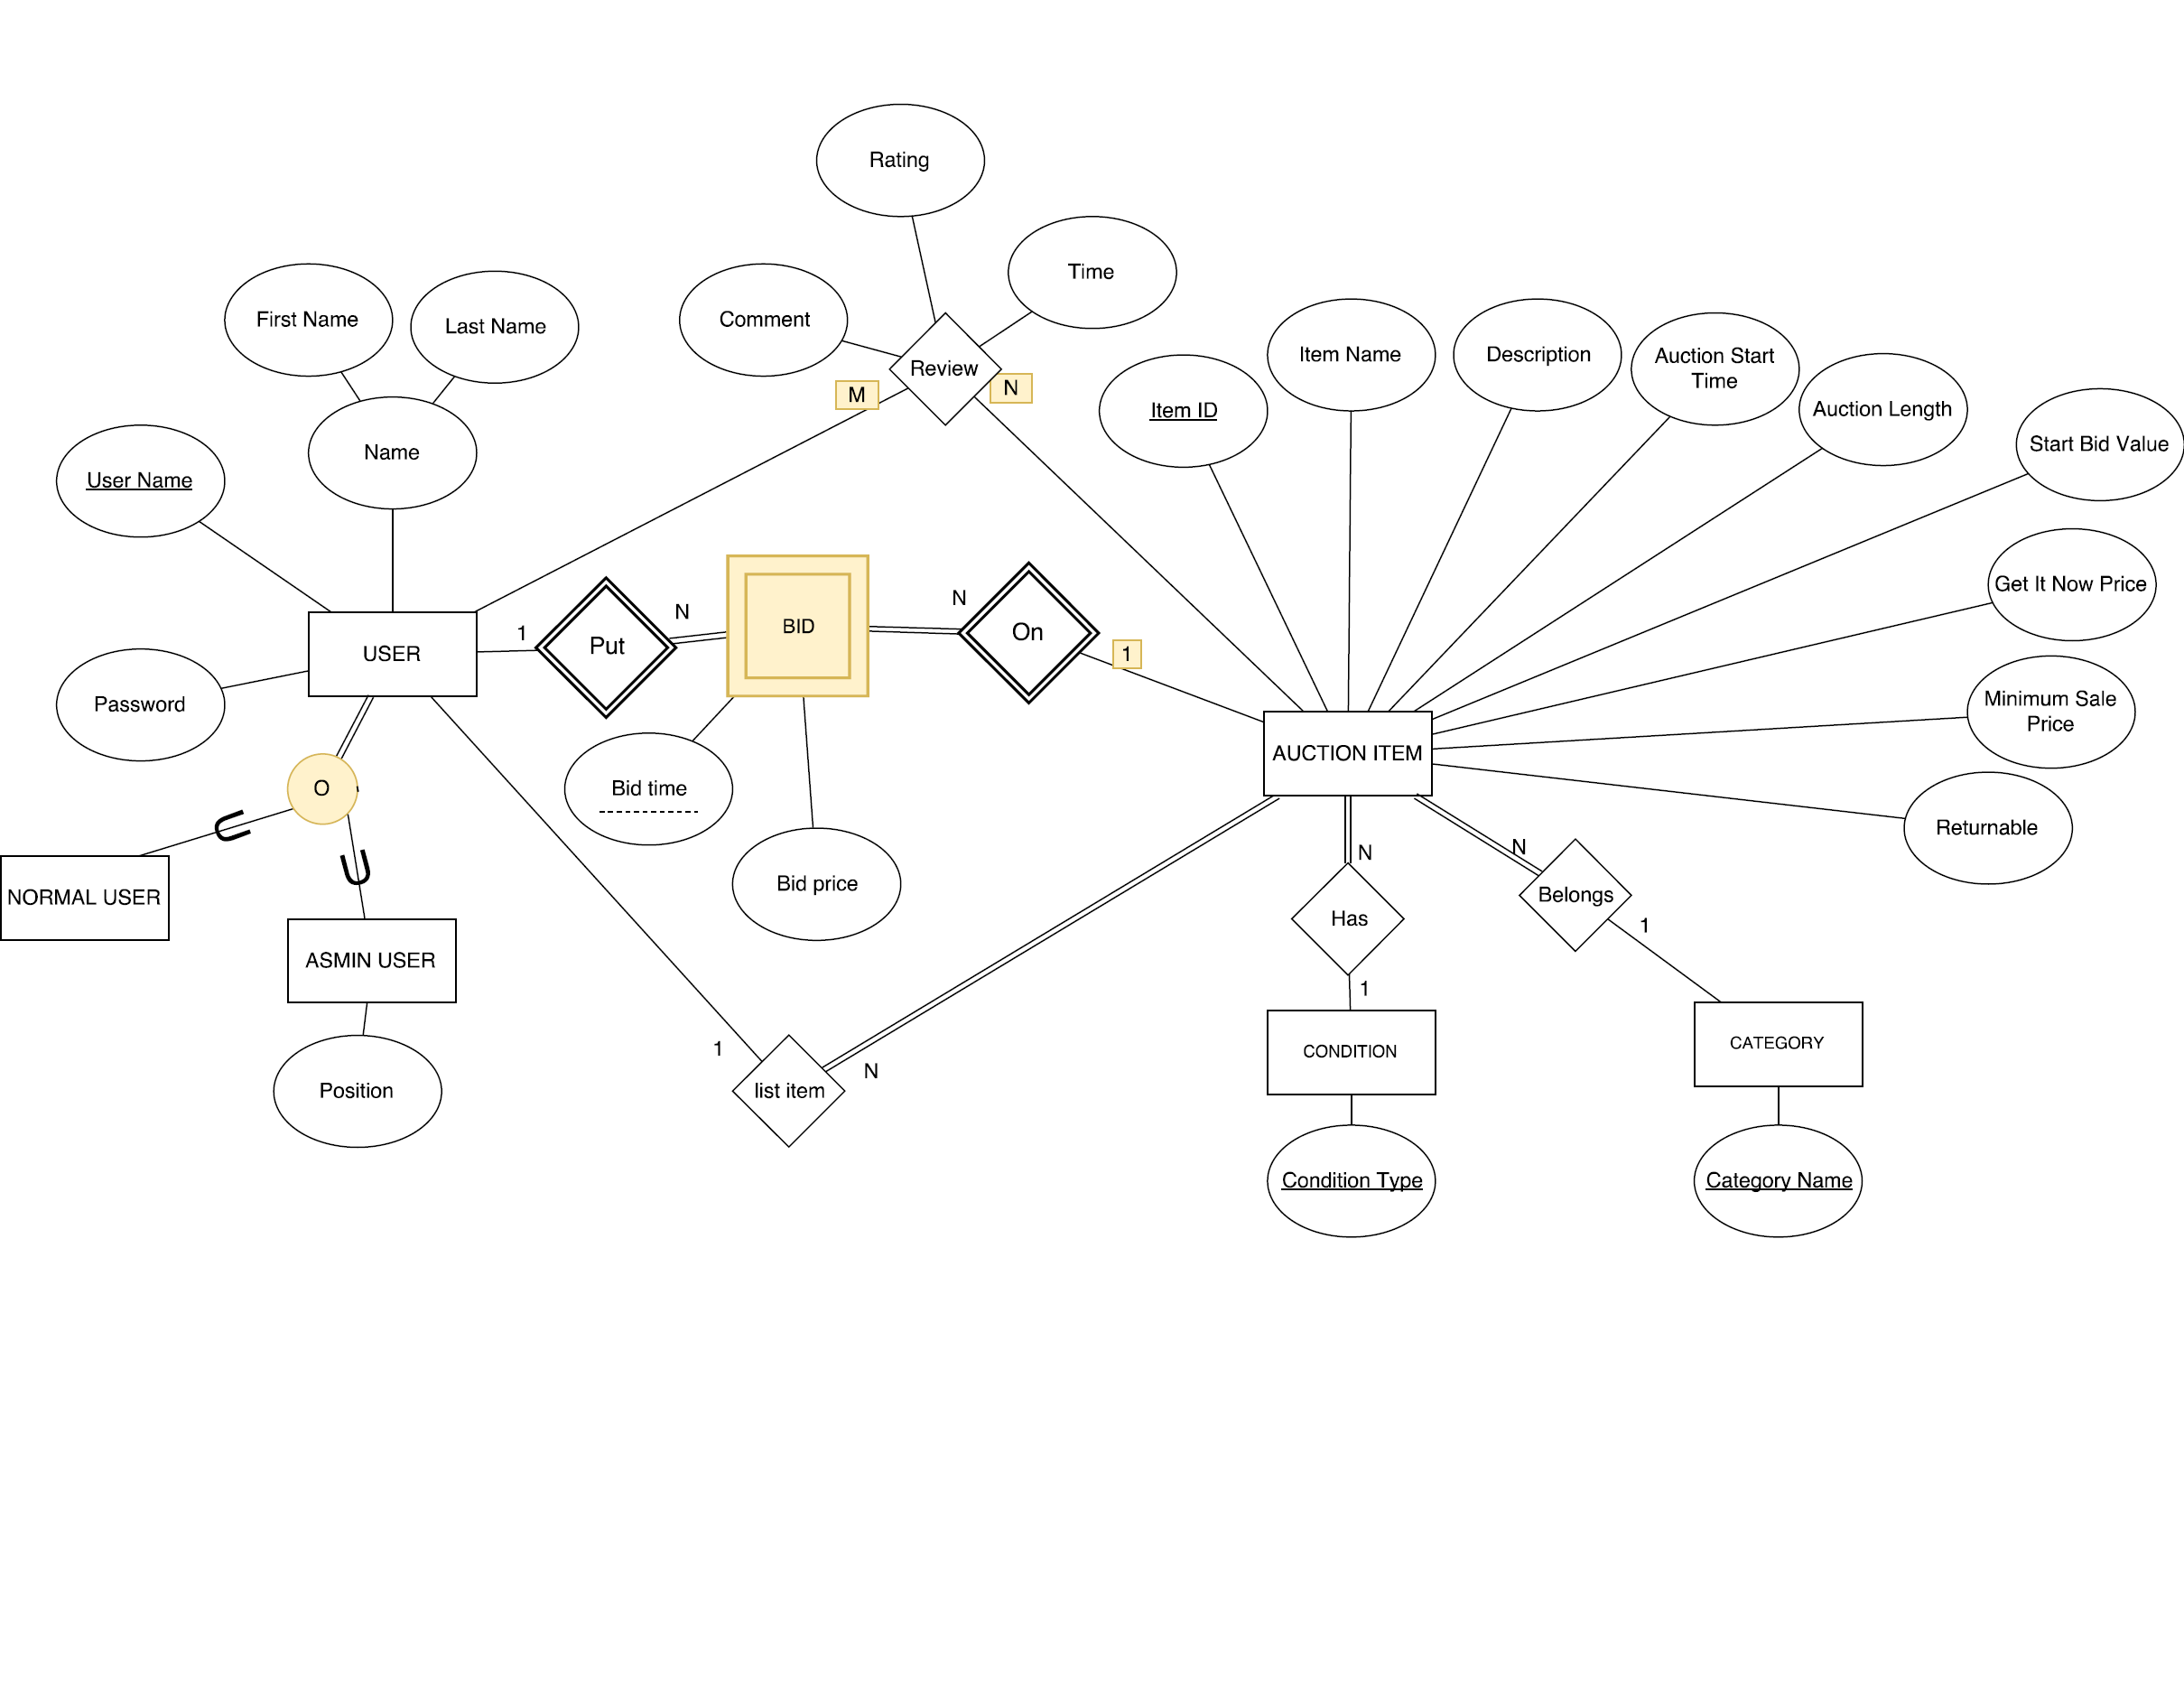 Rating
Time
First Name
Last Name
Comment
Item Name
Description
Auction Start
Time
Review
M
N
Item ID
Auction Length
Start Bid Value
Name
User Name
Get It Now Price
N
N
BID
1
Put
On
USER
1
Password
Minimum Sale
Price
AUCTION ITEM
O
Bid time
Returnable
N
N
Bid price
NORMAL USER
Belongs
Has
1
ASMIN USER
1
1
N
CONDITION
CATEGORY
Position
list item
Condition Type
Category Name